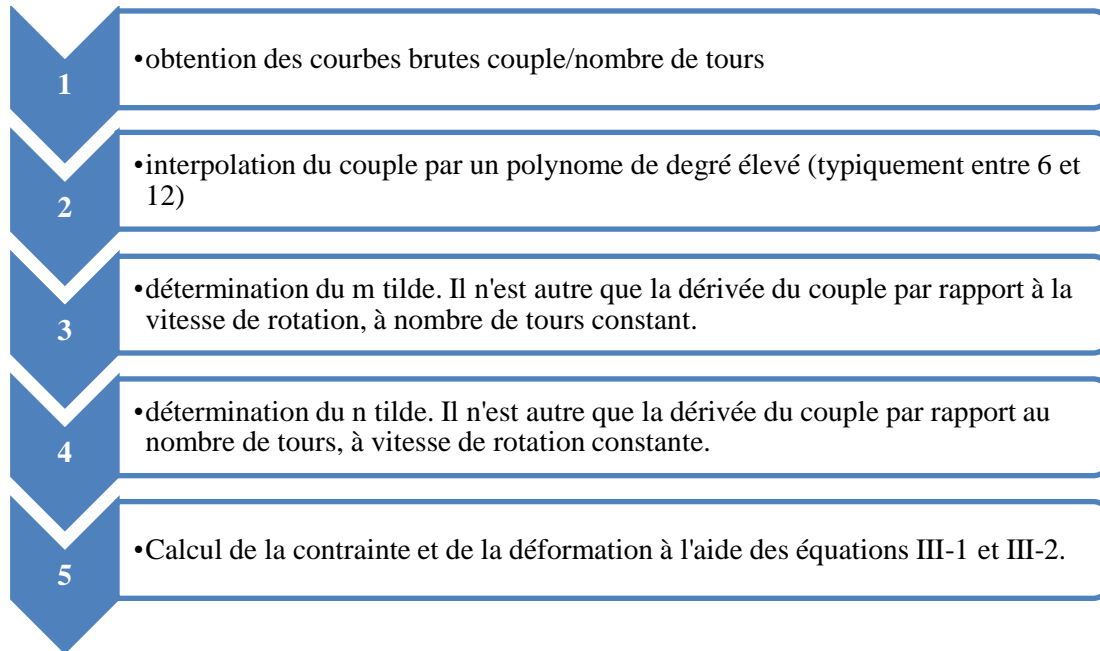 1
•obtention des courbes brutes couple/nombre de tours
2
•interpolation du couple par un polynome de degré élevé (typiquement entre 6 et
12)
3
•détermination du m tilde. Il n'est autre que la dérivée du couple par rapport à la
vitesse de rotation, à nombre de tours constant.
4
•détermination du n tilde. Il n'est autre que la dérivée du couple par rapport au
nombre de tours, à vitesse de rotation constante.
5
•Calcul de la contrainte et de la déformation à l'aide des équations III-1 et III-2.